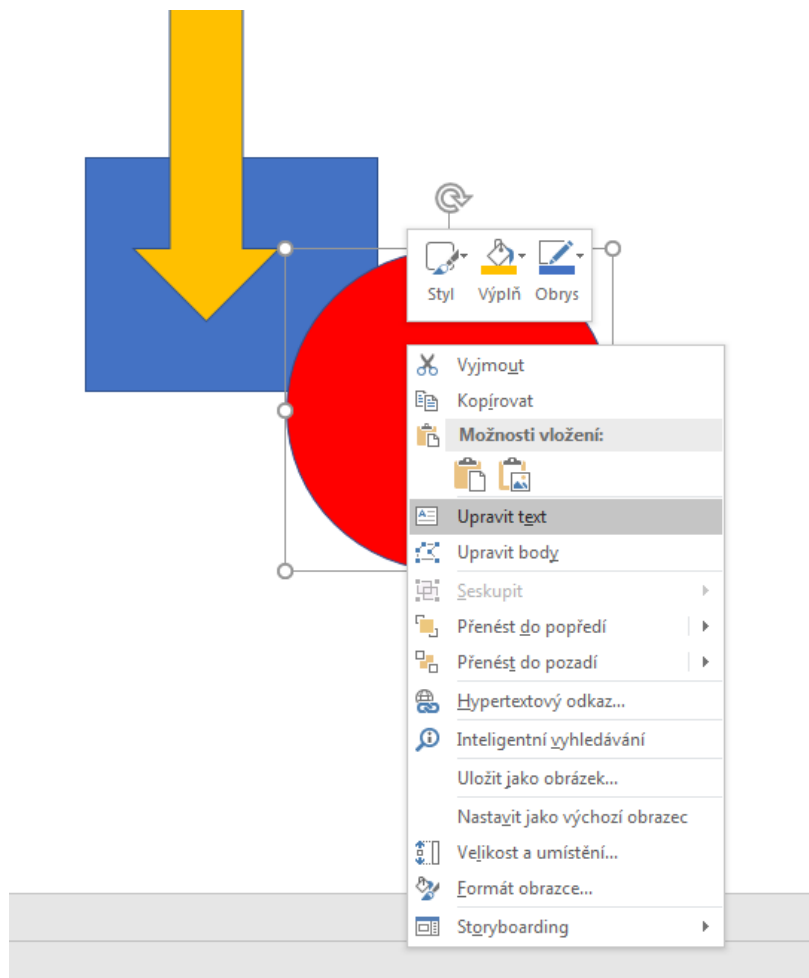 Styl Výplň Obrys
Vyjmout
Kopírovat
Možnosti vložení:
Upravit text
Upravit body
Seskupit
Přenést do popředí
Přenést do pozadí
Hypertextový odkaz...
Inteligentní vyhledávání
Uložit jako obrázek...
Nastavit jako výchozí obrazec
Velikost a umístění...
Formát obrazce...
Storyboarding